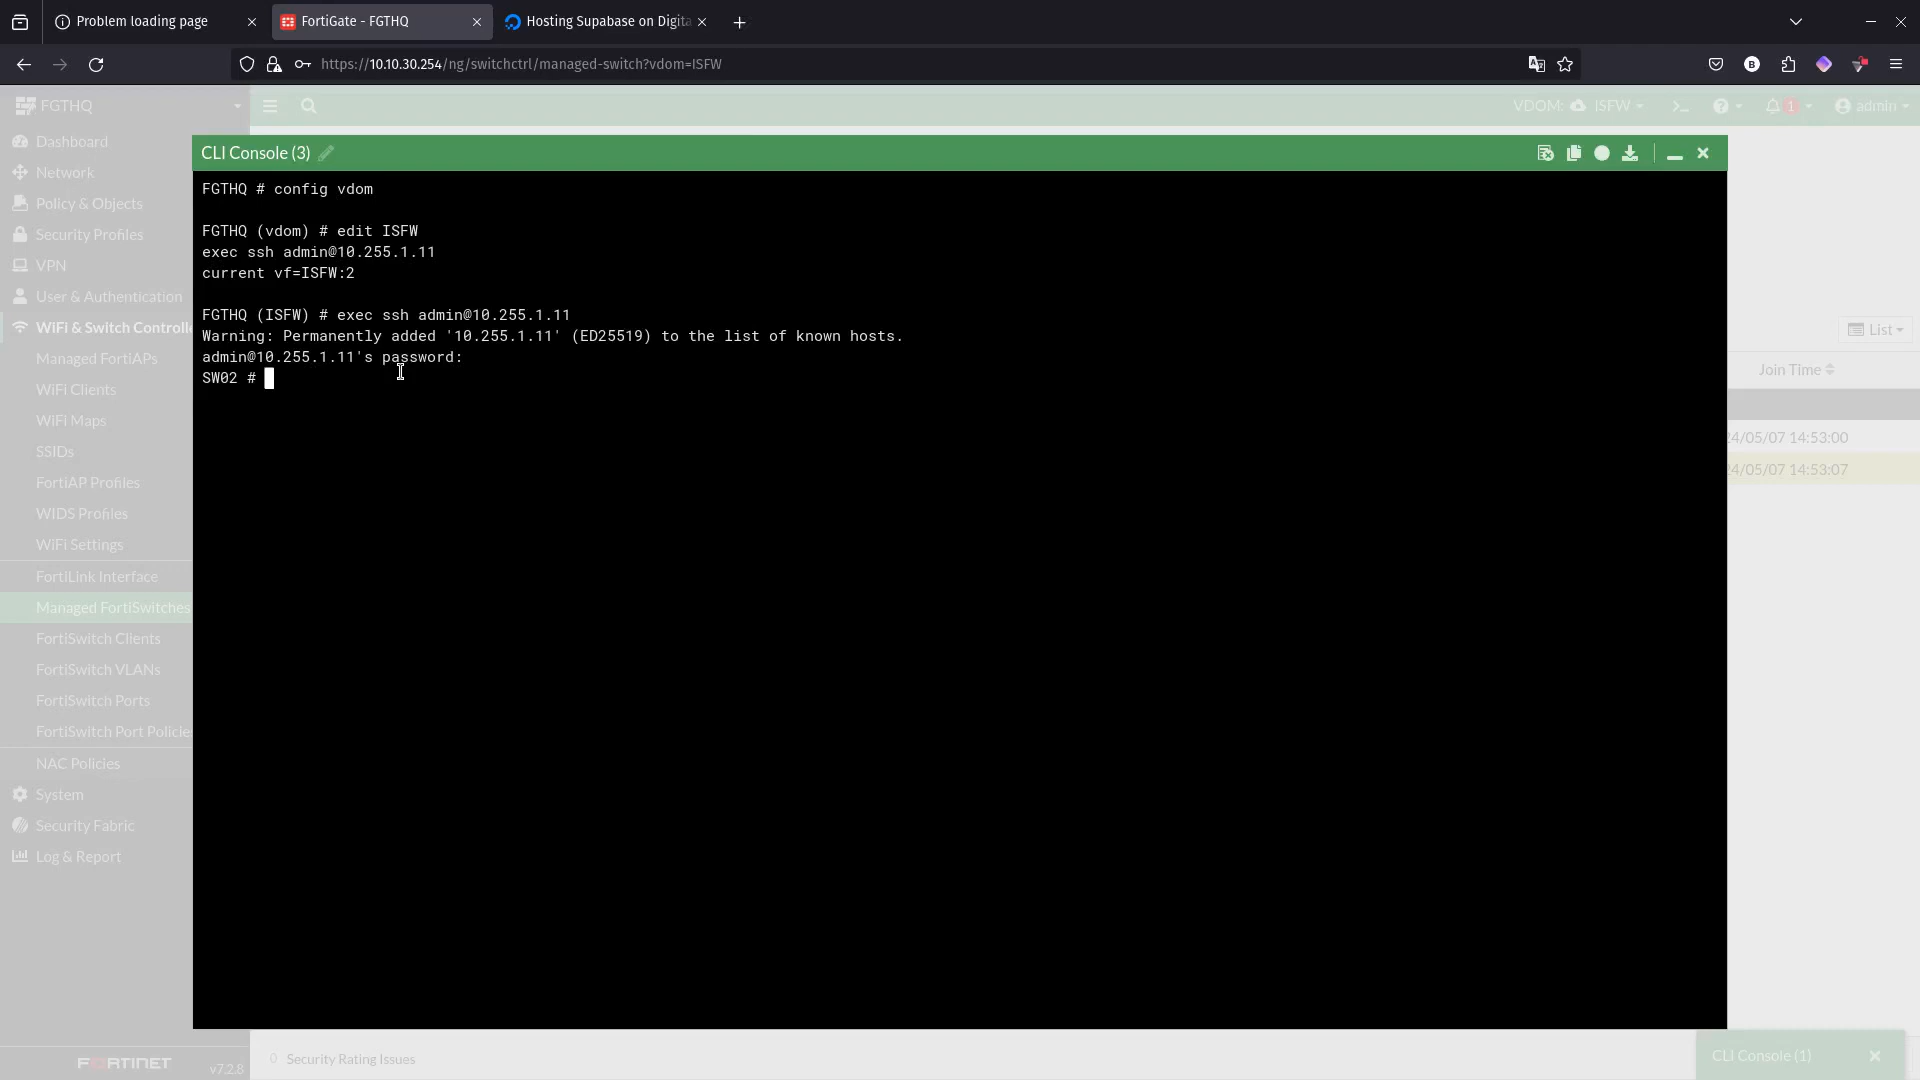 Problem loading page
FortiGate - FGTHQ
Hosting Supabase on Digita
https://10.10.30.254/ng/switchctrl/managed-switch?vdom=ISFW
B
FGTHQ
VDOM: ISFW
>_
1
admin
Dashboard
Network
Policy & Objects
Security Profiles
VPN
User & Authentication
WiFi & Switch Controlle
Managed FortiAPs
WiFi Clients
WiFi Maps
SSIDs
FortiAP Profiles
WIDS Profiles
WiFi Settings
FortiLink Interface
Managed FortiSwitches
FortiSwitch Clients
FortiSwitch VLANs
FortiSwitch Ports
FortiSwitch Port Policie
NAC Policies
System
Security Fabric
Log & Report
FORTINET v7.2.8
CLI Console (3)
FGTHQ # config vdom
FGTHQ (vdom) # edit ISFW
exec ssh admin@10.255.1.11
current vf=ISFW:2
FGTHQ (ISFW) # exec ssh admin@10.255.1.11
Warning: Permanently added '10.255.1.11' (ED25519) to the list of known hosts.
admin@10.255.1.11's password:
SW02 #
List
Join Time
24/05/07 14:53:00
24/05/07 14:53:07
0 Security Rating Issues
CLI Console (1)